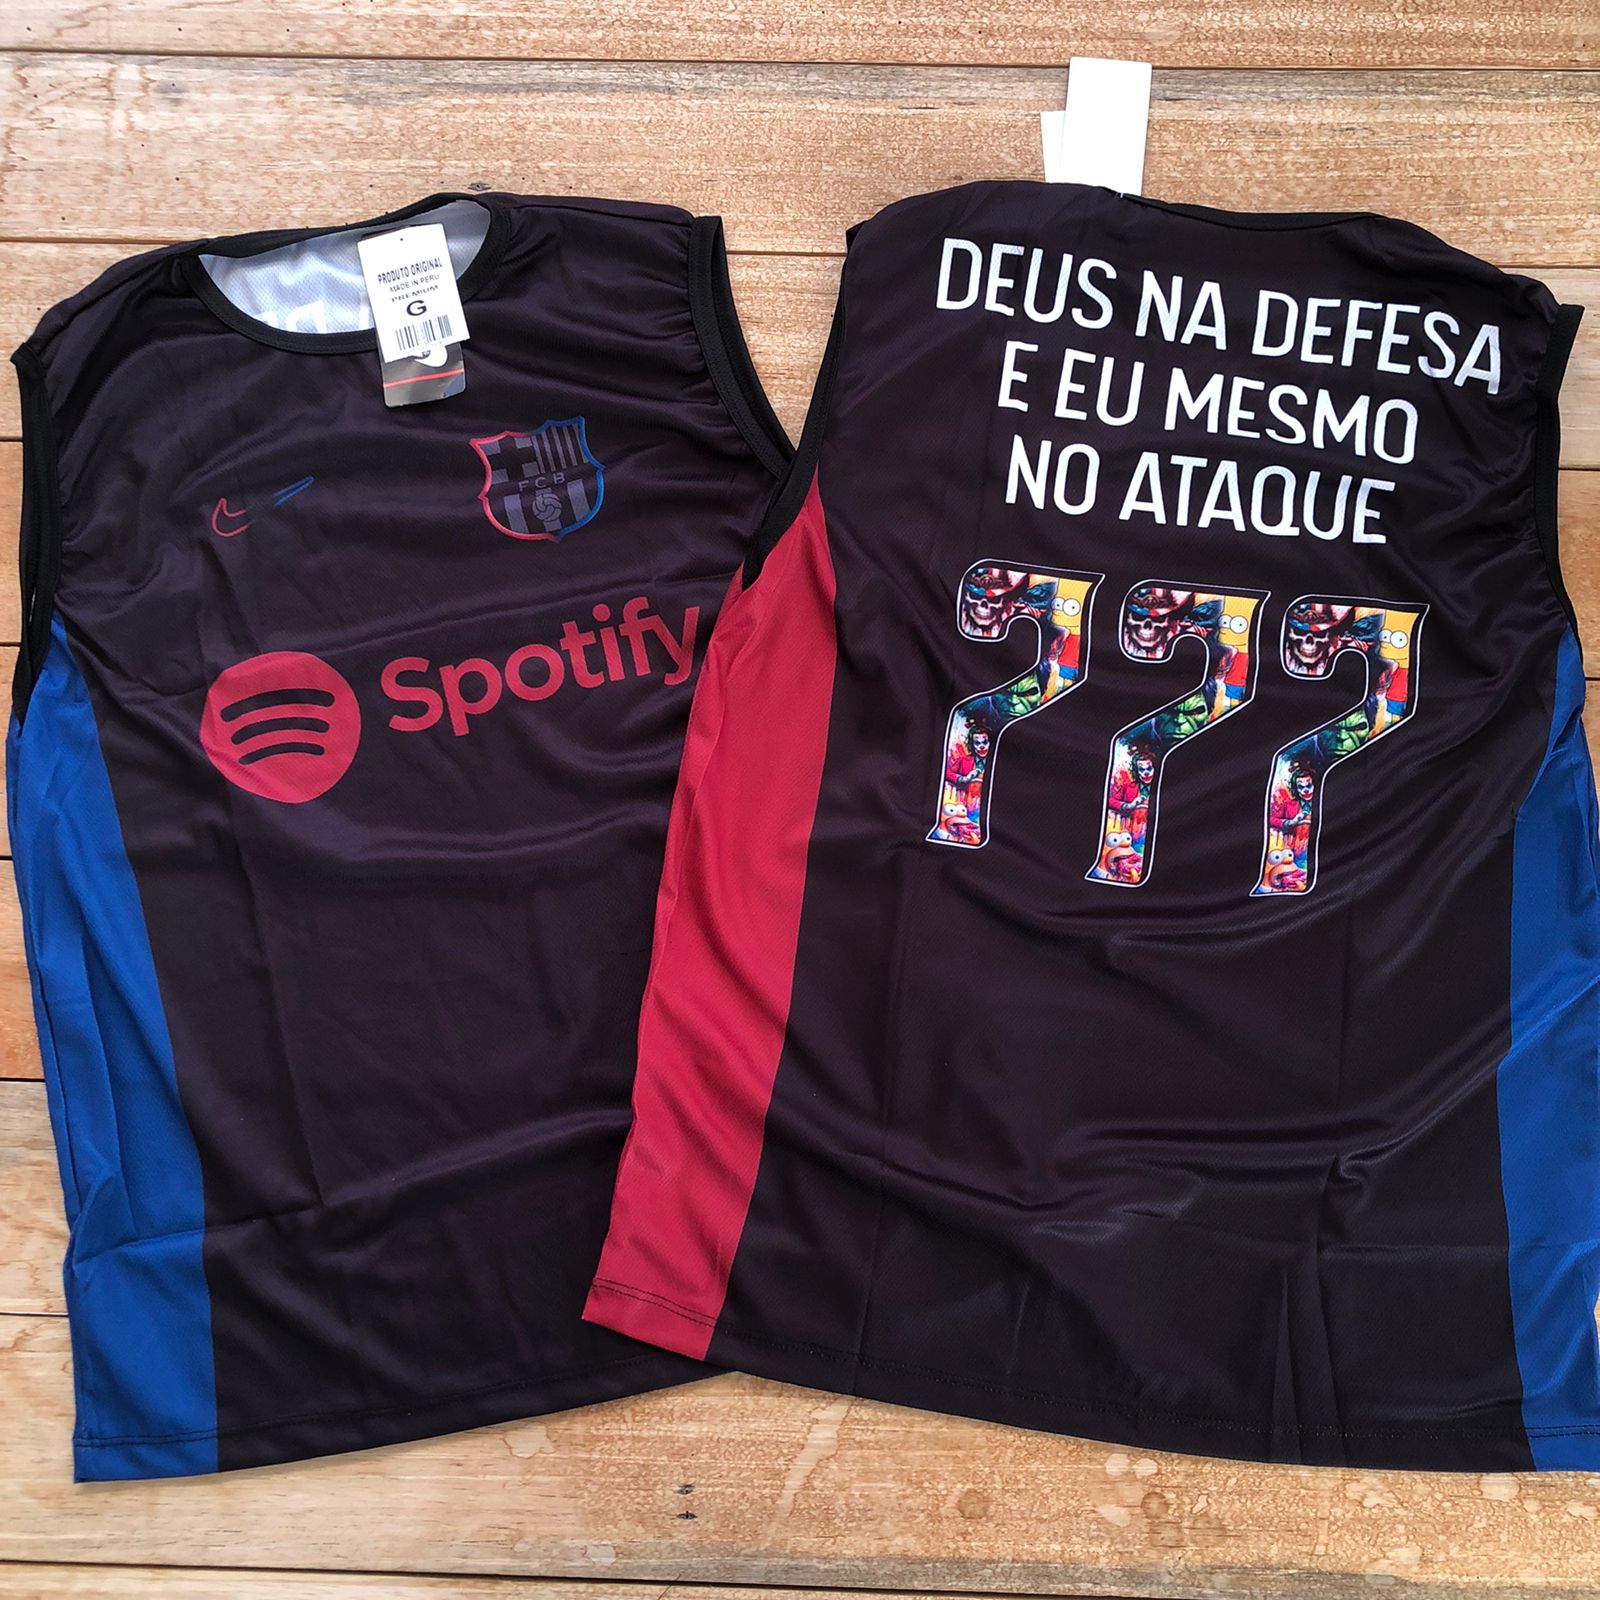 PRODUTO ORIGINAL
MADE IN PERU
PREMIUM
G
FCB
Spotify
DEUS NA DEFESA
E EU MESMO
NO ATAQUE
777